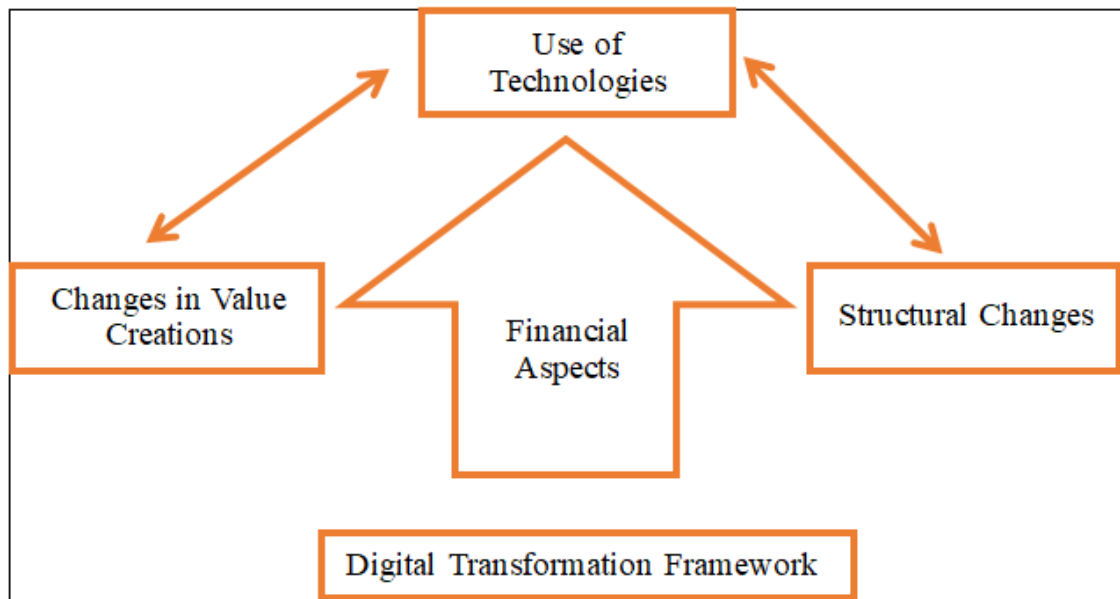 Use of
Technologies
Changes in Value
Creations
Structural Changes
Financial
Aspects
Digital Transformation Framework